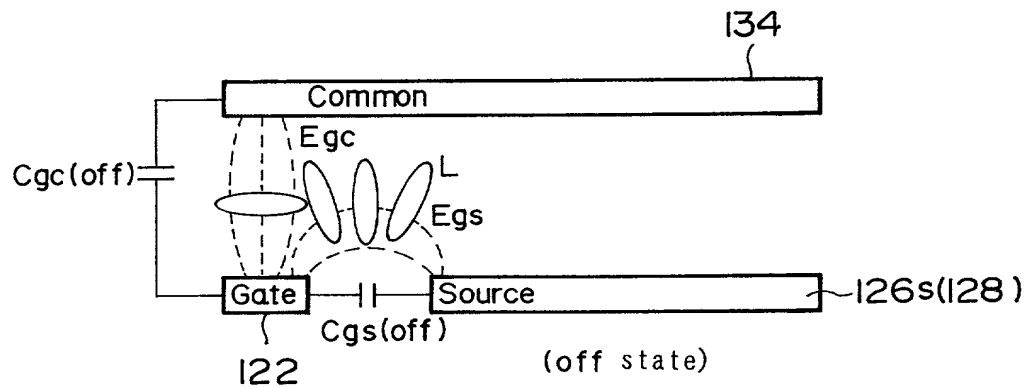 134
Common
Egc
Cgc(off)
L
Egs
Gate
Source
126s(128)
Cgs(off)
122
(off state)